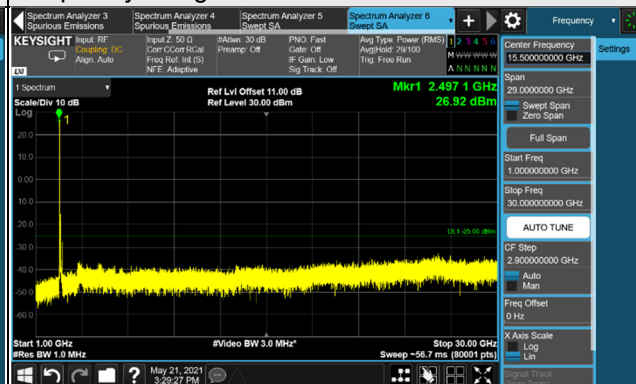 Spectrum Analyzer 3
Spurious Emissions
Spectrum Analyzer 4
Spurious Emissions
Spectrum Analyzer 5
Swept SA
Spectrum Analyzer 6
Swept SA
Frequency
KEYSIGHT
Input: RF
Coupling: DC
Align: Auto
Input Z: 50 Ω
Corr CCorr RCal
Freq Ref: Int (S)
NFE: Adaptive
#Atten: 30 dB
Preamp: Off
PNO: Fast
Gate: Off
IF Gain: Low
Sig Track: Off
Avg Type: Power (RMS)
Avg|Hold: 29/100
Trig: Free Run
1 2 3 4 5 6
M W W W W W
A N N N N N
LXI
1 Spectrum
Scale/Div 10 dB
Log
Ref Lvl Offset 11.00 dB
Ref Level 30.00 dBm
Mkr1 2.497 1 GHz
26.92 dBm
1
20.0
10.0
0.00
-10.0
-20.0
-30.0
-40.0
-50.0
-60.0
DL1 -25.00 dBm
Start 1.00 GHz
#Res BW 1.0 MHz
#Video BW 3.0 MHz*
Stop 30.00 GHz
Sweep ~56.7 ms (80001 pts)
May 21, 2021
3:29:27 PM
Center Frequency
15.500000000 GHz
Span
29.0000000 GHz
Swept Span
Zero Span
Full Span
Start Freq
1.000000000 GHz
Stop Freq
30.000000000 GHz
AUTO TUNE
CF Step
2.900000000 GHz
Auto
Man
Freq Offset
0 Hz
X Axis Scale
Log
Lin
Signal Track
Settings